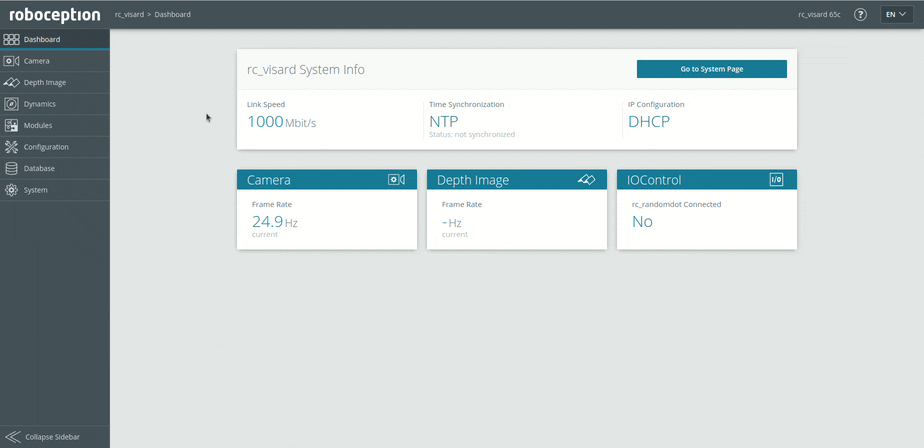 roboception
rc_visard > Dashboard
rc_visard 65c
?
EN
Dashboard
Camera
Depth Image
Dynamics
Modules
Configuration
Database
System
Collapse Sidebar
rc_visard System Info
Go to System Page
Link Speed
1000 Mbit/s
Time Synchronization
NTP
Status: not synchronized
IP Configuration
DHCP
Camera
Frame Rate
24.9 Hz
current
Depth Image
Frame Rate
- Hz
current
IOControl
I/O
rc_randomdot Connected
No